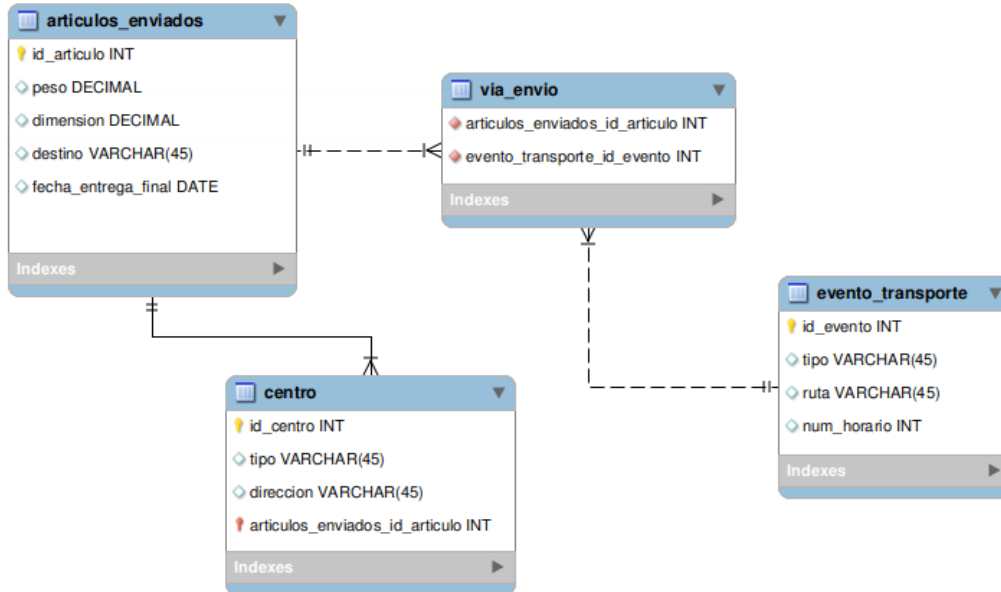 articulos_enviados
id_articulo INT
peso DECIMAL
dimension DECIMAL
destino VARCHAR(45)
fecha_entrega_final DATE
Indexes
via_envio
articulos_enviados_id_articulo INT
evento_transporte_id_evento INT
Indexes
evento_transporte
id_evento INT
tipo VARCHAR(45)
ruta VARCHAR(45)
num_horario INT
Indexes
centro
id_centro INT
tipo VARCHAR(45)
direccion VARCHAR(45)
articulos_enviados_id_articulo INT
Indexes